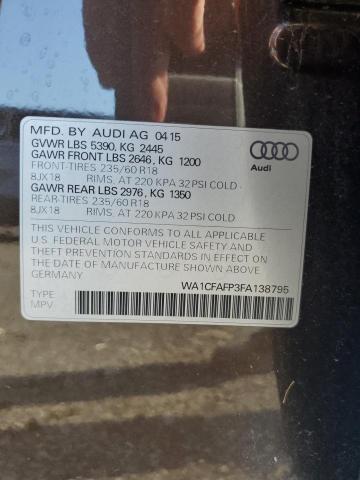 MFD. BY AUDI AG 04 15
GVWR LBS 5390, KG 2445
GAWR FRONT LBS 2646, KG 1200
FRONT-TIRES 235/60 R18
8JX18 RIMS, AT 220 KPA 32 PSI COLD
GAWR REAR LBS 2976, KG 1350
REAR-TIRES 235/60 R18
8JX18 RIMS, AT 220 KPA 32 PSI COLD
Audi
THIS VEHICLE CONFORMS TO ALL APPLICABLE
U.S. FEDERAL MOTOR VEHICLE SAFETY AND
THEFT PREVENTION STANDARDS IN EFFECT
ON THE DATE OF MANUFACTURE SHOWN ABOVE.
GERMANY
WA1CFAFP3FA138795
TYPE
MPV